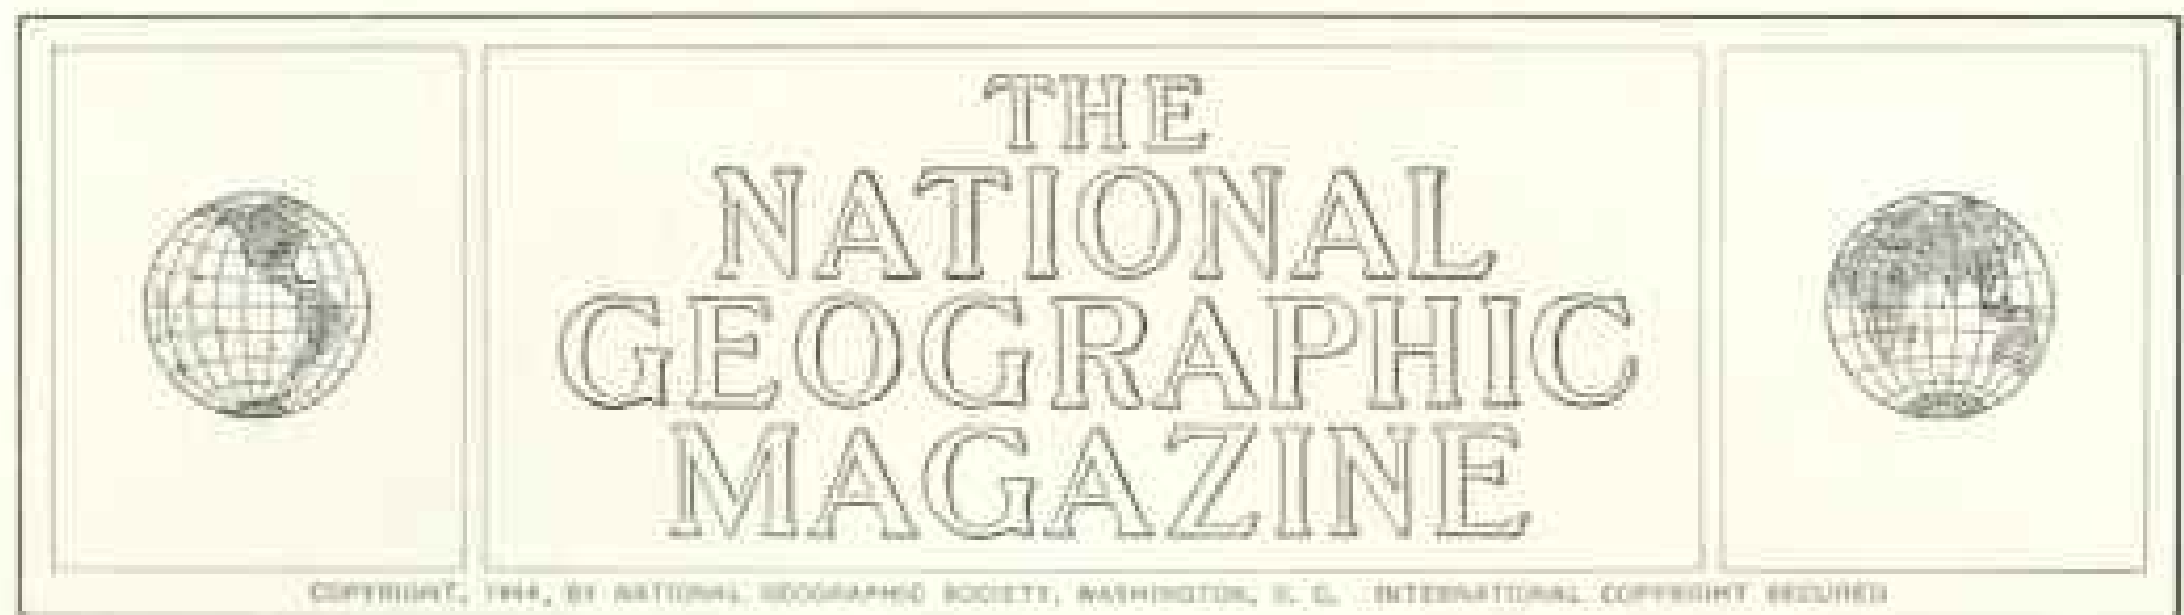 THE
NATIONAL
GEOGRAPHIC
MAGAZINE
COPYRIGHT, BY NATIONAL GEOGRAPHIC SOCIETY, WASHINGTON, D. C. INTERNATIONAL COPYRIGHT SECURED